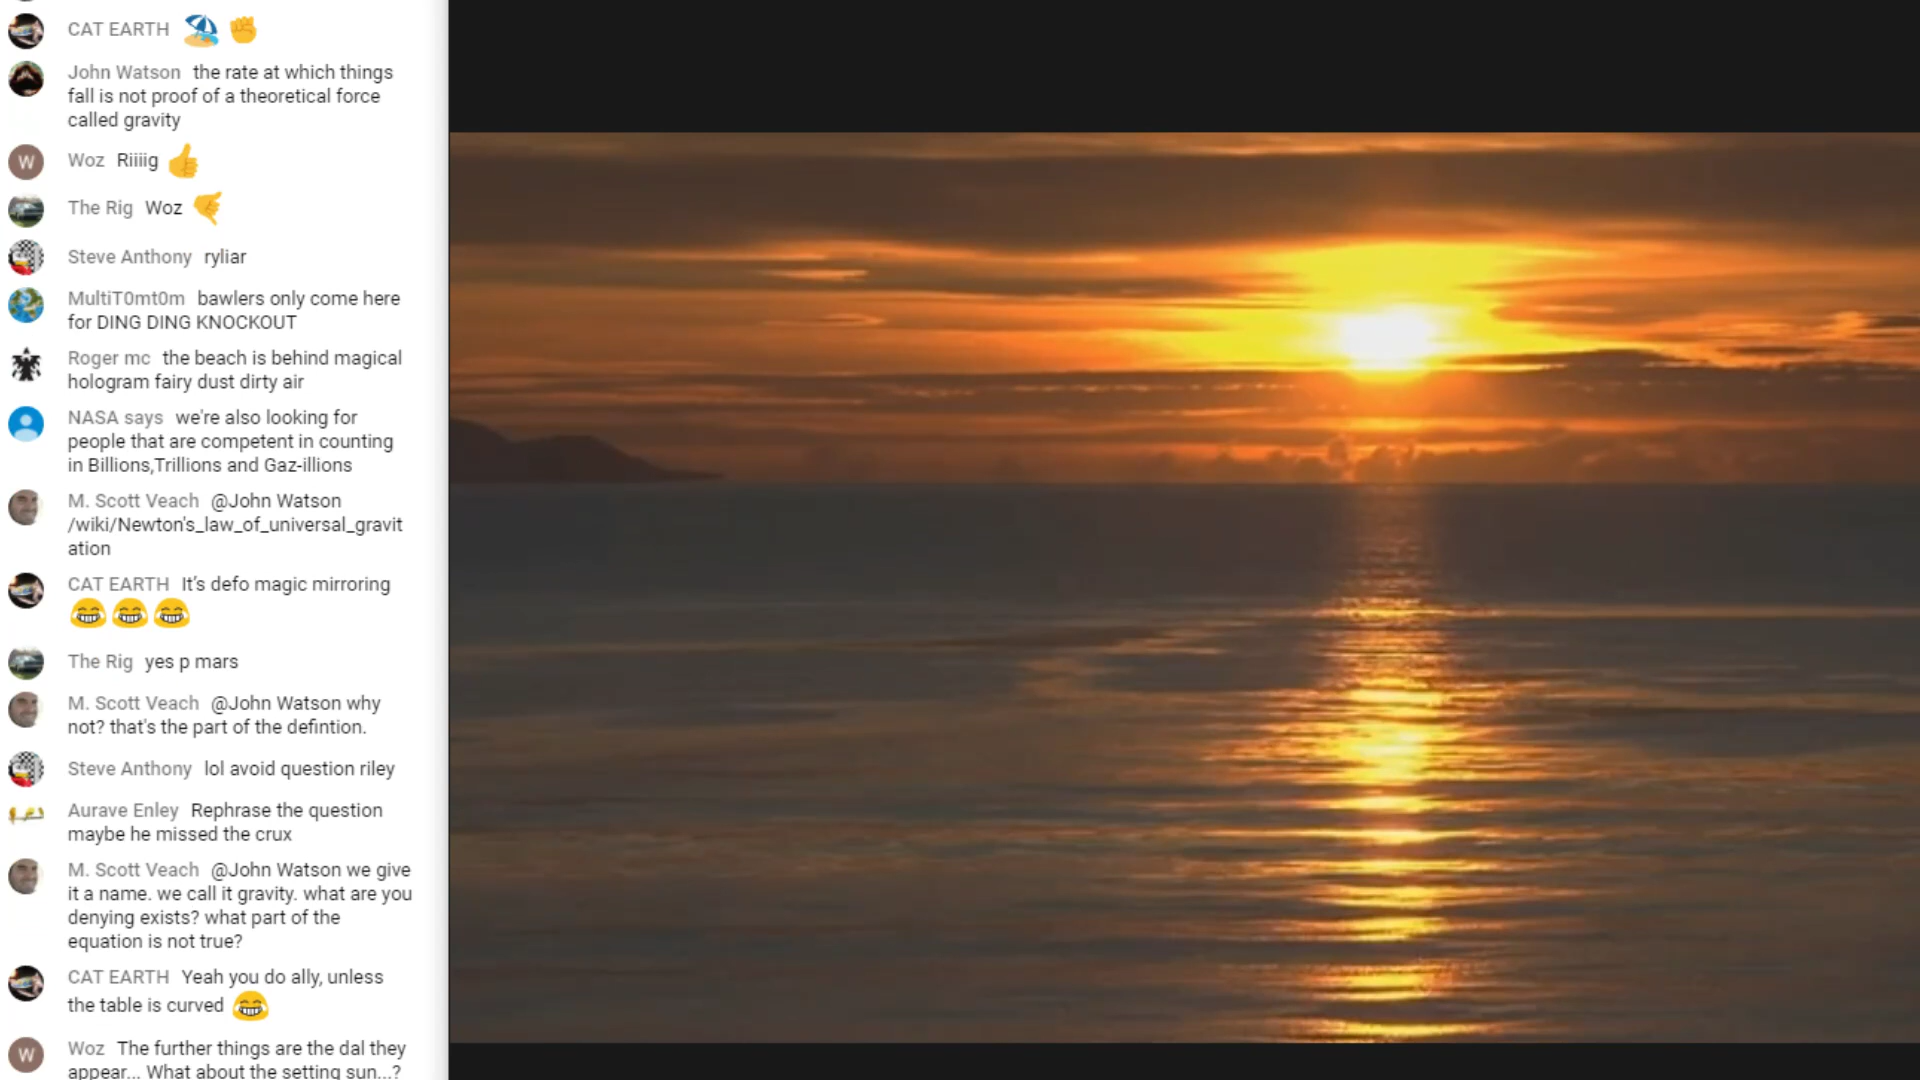 CAT EARTH 🏖️ ✊
John Watson the rate at which things
fall is not proof of a theoretical force
called gravity
W Woz Riiiig 👍
The Rig Woz 🤙
Steve Anthony ryliar
MultiT0mt0m bawlers only come here
for DING DING KNOCKOUT
Roger mc the beach is behind magical
hologram fairy dust dirty air
NASA says we're also looking for
people that are competent in counting
in Billions,Trillions and Gaz-illions
M. Scott Veach @John Watson
/wiki/Newton's_law_of_universal_gravit
ation
CAT EARTH It's defo magic mirroring
😂😂😂
The Rig yes p mars
M. Scott Veach @John Watson why
not? that's the part of the defintion.
Steve Anthony lol avoid question riley
Aurave Enley Rephrase the question
maybe he missed the crux
M. Scott Veach @John Watson we give
it a name. we call it gravity. what are you
denying exists? what part of the
equation is not true?
CAT EARTH Yeah you do ally, unless
the table is curved 😂
W Woz The further things are the dal they
appear... What about the setting sun...?